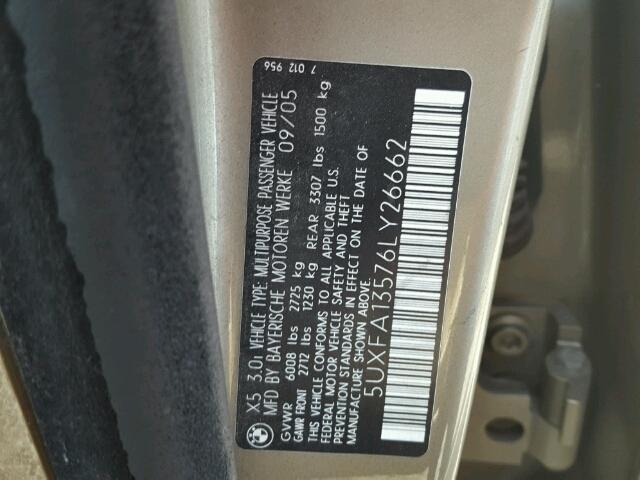 7 012 956
X5 3.0i VEHICLE TYPE: MULTIPURPOSE PASSENGER VEHICLE
MFD BY BAYERISCHE MOTOREN WERKE 09/05
GVWR 6008 lbs 2725 kg
GAWR FRONT 2712 lbs 1230 kg REAR 3307 lbs 1500 kg
THIS VEHICLE CONFORMS TO ALL APPLICABLE U.S.
FEDERAL MOTOR VEHICLE SAFETY AND THEFT
PREVENTION STANDARDS IN EFFECT ON THE DATE OF
MANUFACTURE SHOWN ABOVE.
5UXFA13576LY26662